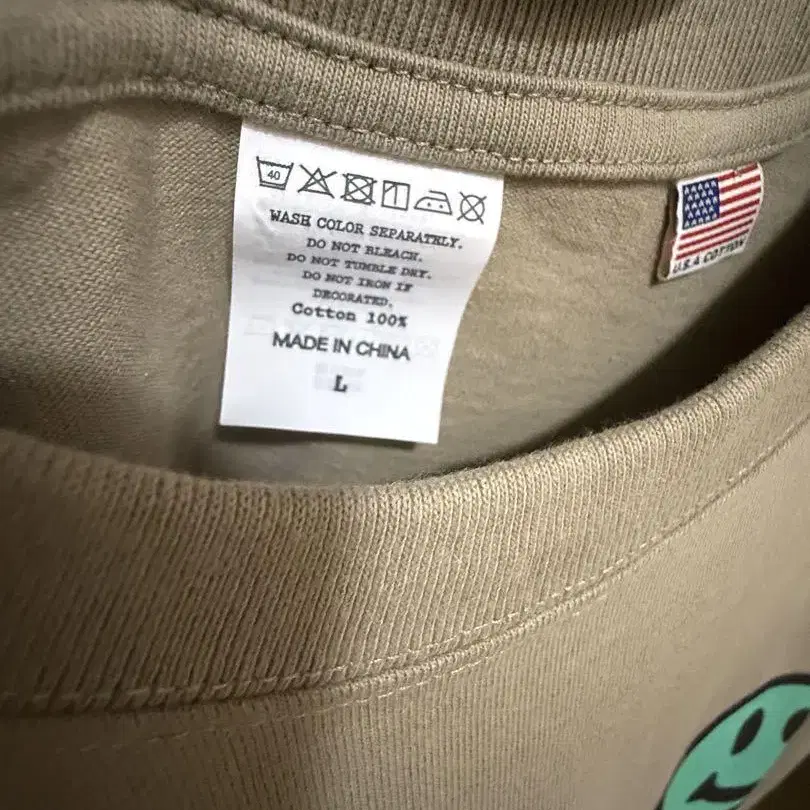 40
WASH COLOR SEPARATELY.
DO NOT BLEACH.
DO NOT TUMBLE DRY.
DO NOT IRON IF
DECORATED.
Cotton 100%
MADE IN CHINA
L
U.S.A COTTON